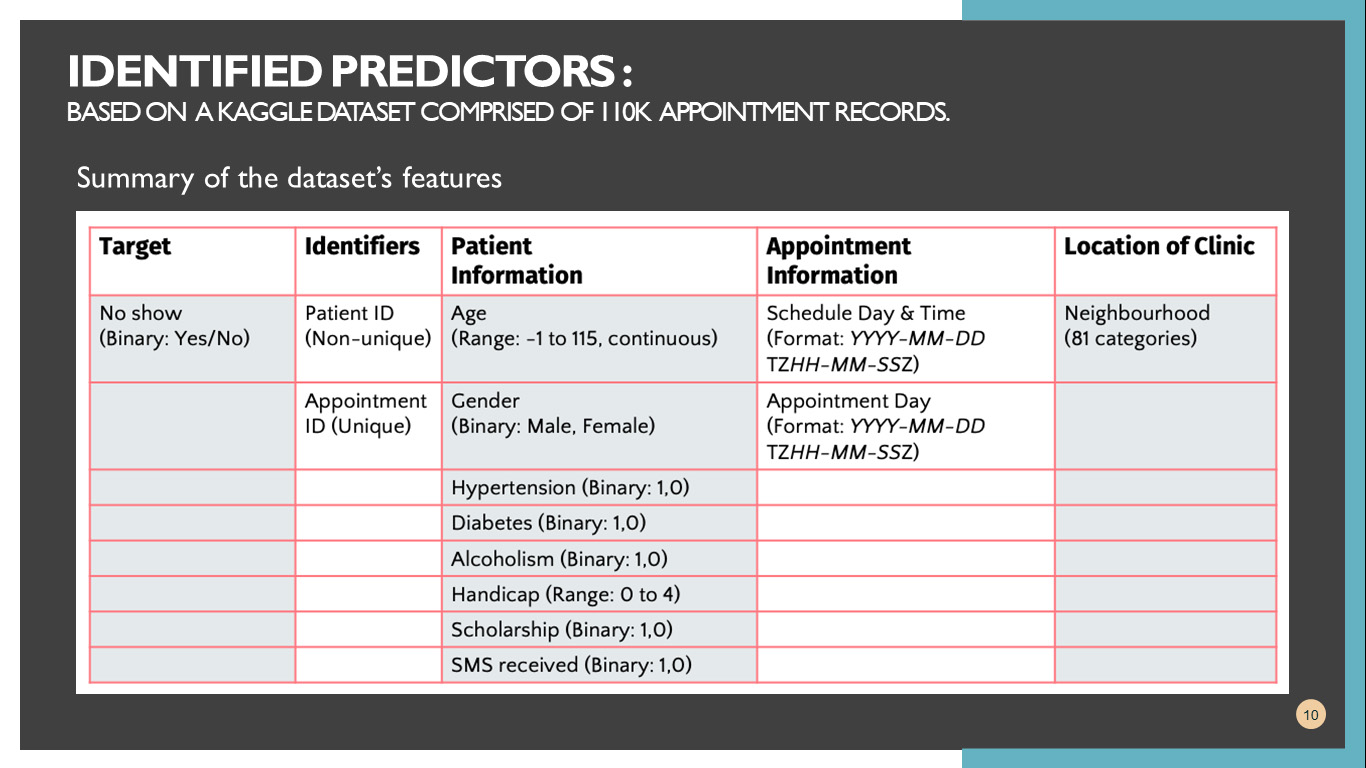 IDENTIFIED PREDICTORS :
BASED ON A KAGGLE DATASET COMPRISED OF 110K APPOINTMENT RECORDS.
Summary of the dataset’s features
Target
Identifiers
Patient
Information
Appointment
Information
Location of Clinic
No show
(Binary: Yes/No)
Patient ID
(Non-unique)
Age
(Range: -1 to 115, continuous)
Schedule Day & Time
(Format: YYYY-MM-DD
TZHH-MM-SSZ)
Neighbourhood
(81 categories)
Appointment
ID (Unique)
Gender
(Binary: Male, Female)
Appointment Day
(Format: YYYY-MM-DD
TZHH-MM-SSZ)
Hypertension (Binary: 1,0)
Diabetes (Binary: 1,0)
Alcoholism (Binary: 1,0)
Handicap (Range: 0 to 4)
Scholarship (Binary: 1,0)
SMS received (Binary: 1,0)
10